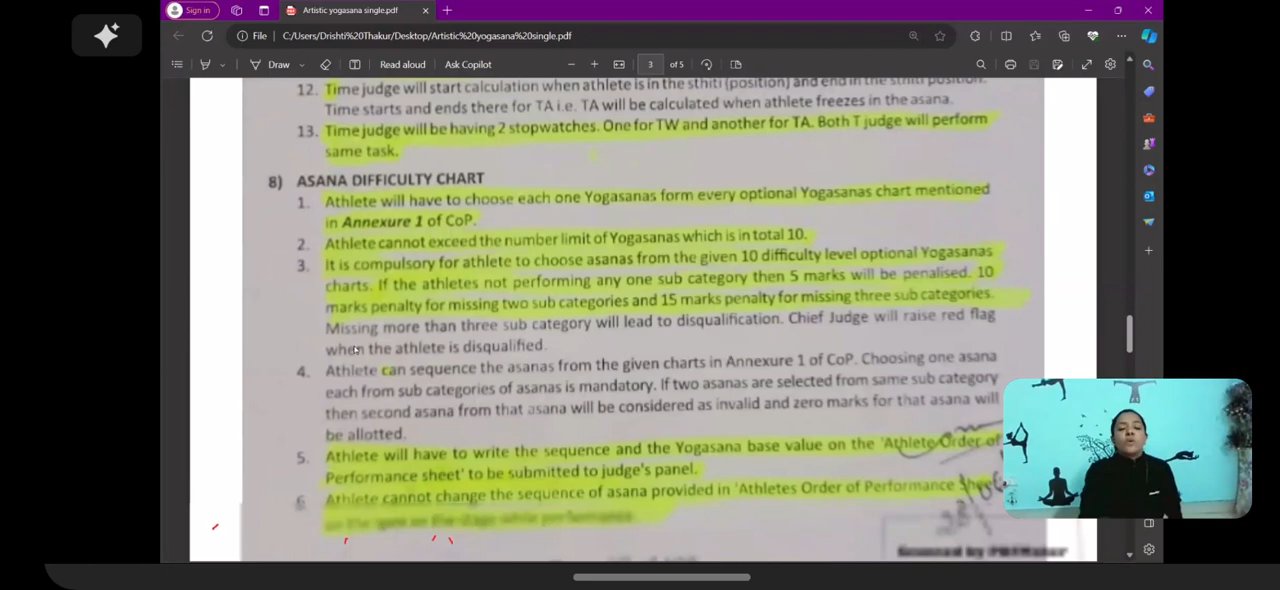 Sign in
Artistic yogasana single.pdf
File
C:/Users/Drishti%20Thakur/Desktop/Artistic%20yogasana%20single.pdf
Draw
Read aloud
Ask Copilot
3
of 5
12. Time judge will start calculation when athlete is in the sthiti (position) and end in the sthiti position.
Time starts and ends there for TA i.e. TA will be calculated when athlete freezes in the asana.
13. Time judge will be having 2 stopwatches. One for TW and another for TA. Both T judge will perform
same task.
8) ASANA DIFFICULTY CHART
1. Athlete will have to choose each one Yogasanas form every optional Yogasanas chart mentioned
in Annexure 1 of CoP.
2. Athlete cannot exceed the number limit of Yogasanas which is in total 10.
3. It is compulsory for athlete to choose asanas from the given 10 difficulty level optional Yogasanas
charts. If the athletes not performing any one sub category then 5 marks will be penalised. 10
marks penalty for missing two sub categories and 15 marks penalty for missing three sub categories.
Missing more than three sub category will lead to disqualification. Chief Judge will raise red flag
when the athlete is disqualified.
4. Athlete can sequence the asanas from the given charts in Annexure 1 of CoP. Choosing one asana
each from sub categories of asanas is mandatory. If two asanas are selected from same sub category
then second asana from that asana will be considered as invalid and zero marks for that asana will
be allotted.
5. Athlete will have to write the sequence and the Yogasana base value on the 'Athlete Order of
Performance sheet' to be submitted to judge's panel.
6. Athlete cannot change the sequence of asana provided in 'Athletes Order of Performance
on the spot on the stage while performance.